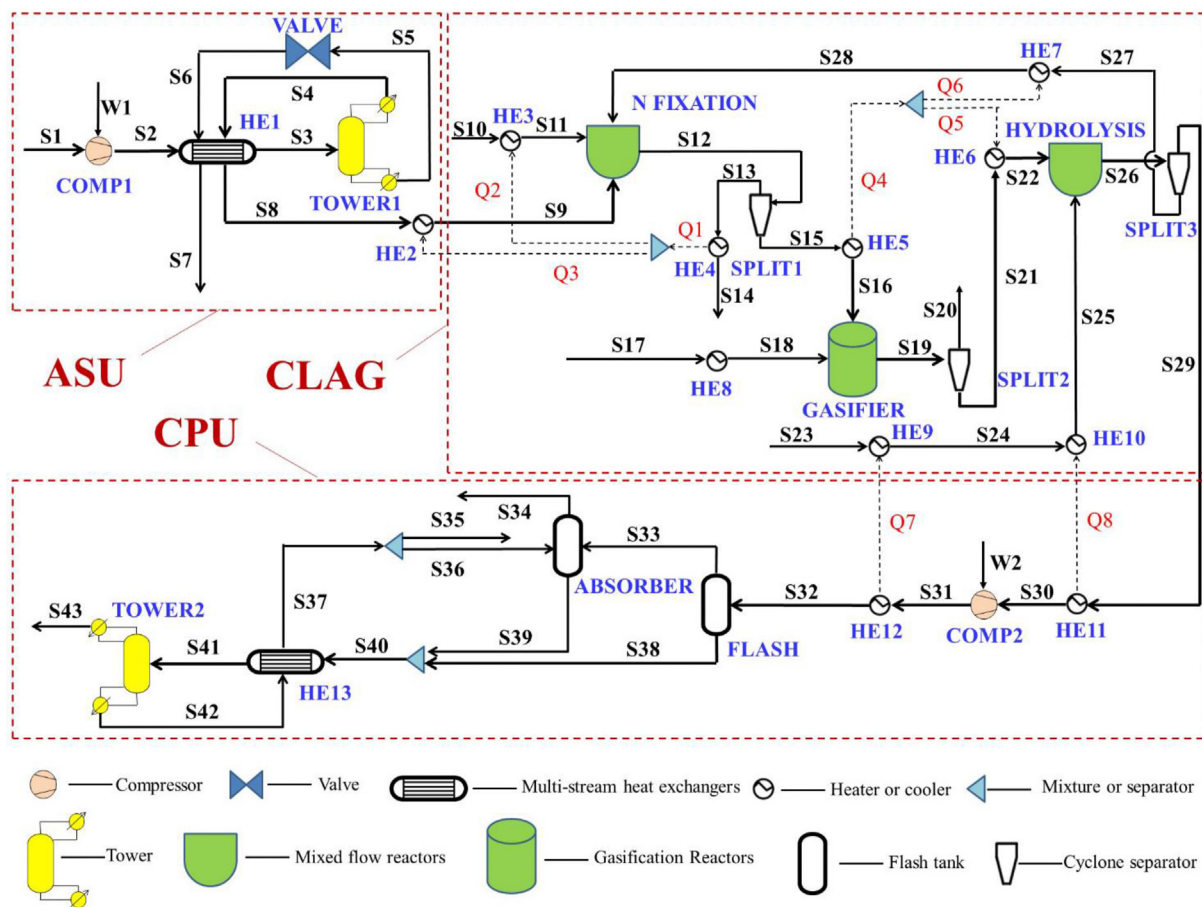 VALVE
S5
S6
S4
W1
HE1
S1
S2
S3
COMP1
TOWER1
S8
HE2
S7
ASU
HE7
S28
S27
HE3
N FIXATION
Q6
Q5
S10
S11
HYDROLYSIS
S12
HE6
S13
Q4
S22
S26
Q2
S9
SPLIT3
Q1
S15
HE5
Q3
HE4
SPLIT1
S21
S14
S16
S20
S25
S17
S18
S19
S29
HE8
SPLIT2
GASIFIER
CLAG
S23
HE9
S24
HE10
CPU
S35
S34
Q7
Q8
S33
S36
W2
ABSORBER
S43
TOWER2
S37
S32
S31
S30
S39
HE12
COMP2
HE11
S41
S40
S38
FLASH
HE13
S42
Compressor
Valve
Multi-stream heat exchangers
Heater or cooler
Mixture or separator
Tower
Mixed flow reactors
Gasification Reactors
Flash tank
Cyclone separator